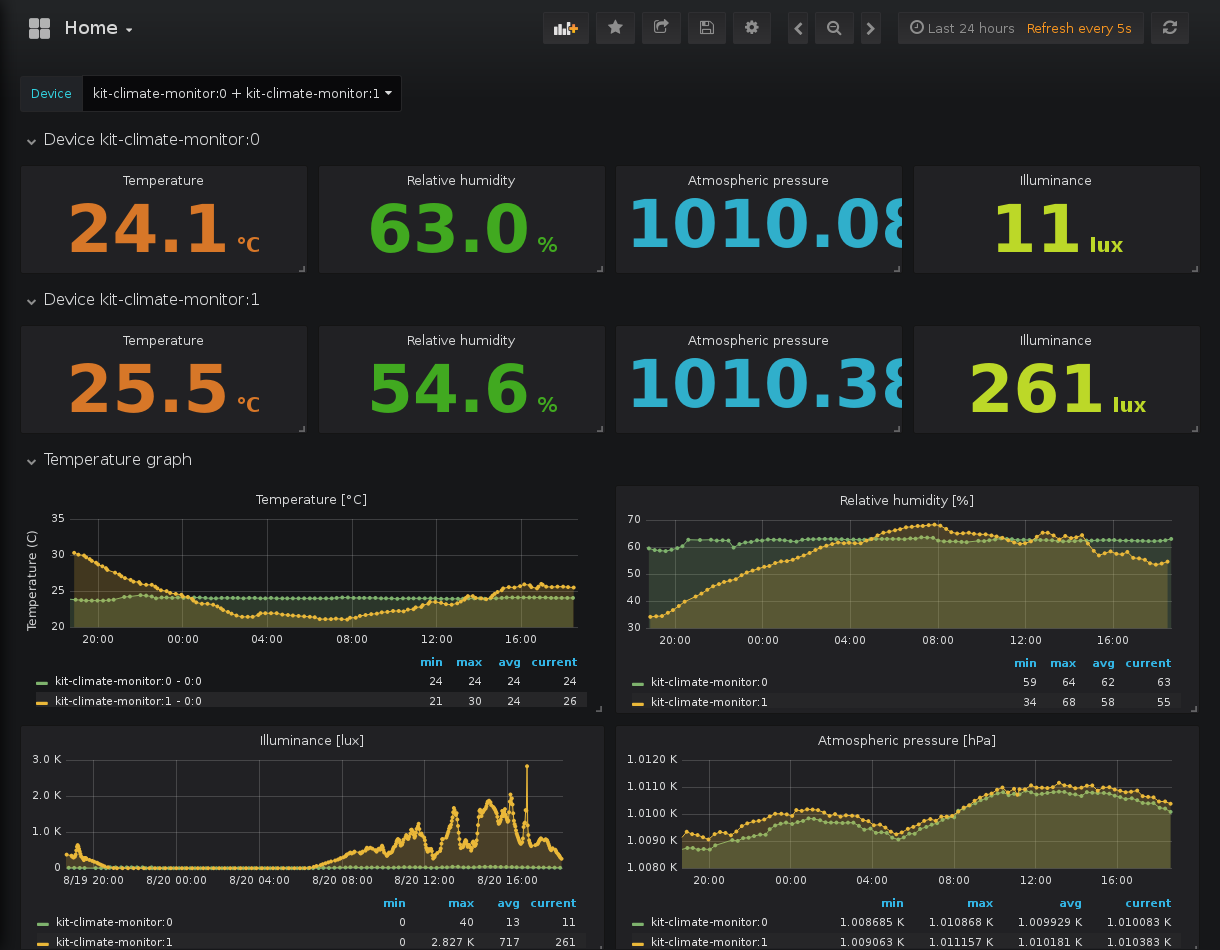 Home
Last 24 hours Refresh every 5s
Device kit-climate-monitor:0 + kit-climate-monitor:1
Device kit-climate-monitor:0
Temperature Relative humidity Atmospheric pressure Illuminance
24.1 °C 63.0 % 1010.08 11 lux
Device kit-climate-monitor:1
Temperature Relative humidity Atmospheric pressure Illuminance
25.5 °C 54.6 % 1010.38 261 lux
Temperature graph
Temperature [°C]
Temperature (C)
35
30
25
20
20:00 00:00 04:00 08:00 12:00 16:00
min max avg current
kit-climate-monitor:0 - 0:0 24 24 24 24
kit-climate-monitor:1 - 0:0 21 30 24 26
Relative humidity [%]
70
60
50
40
30
20:00 00:00 04:00 08:00 12:00 16:00
min max avg current
kit-climate-monitor:0 59 64 62 63
kit-climate-monitor:1 34 68 58 55
Illuminance [lux]
3.0 K
2.0 K
1.0 K
0
8/19 20:00 8/20 00:00 8/20 04:00 8/20 08:00 8/20 12:00 8/20 16:00
min max avg current
kit-climate-monitor:0 0 40 13 11
kit-climate-monitor:1 0 2.827 K 717 261
Atmospheric pressure [hPa]
1.0120 K
1.0110 K
1.0100 K
1.0090 K
1.0080 K
20:00 00:00 04:00 08:00 12:00 16:00
min max avg current
kit-climate-monitor:0 1.008685 K 1.010868 K 1.009929 K 1.010083 K
kit-climate-monitor:1 1.009063 K 1.011157 K 1.010181 K 1.010383 K